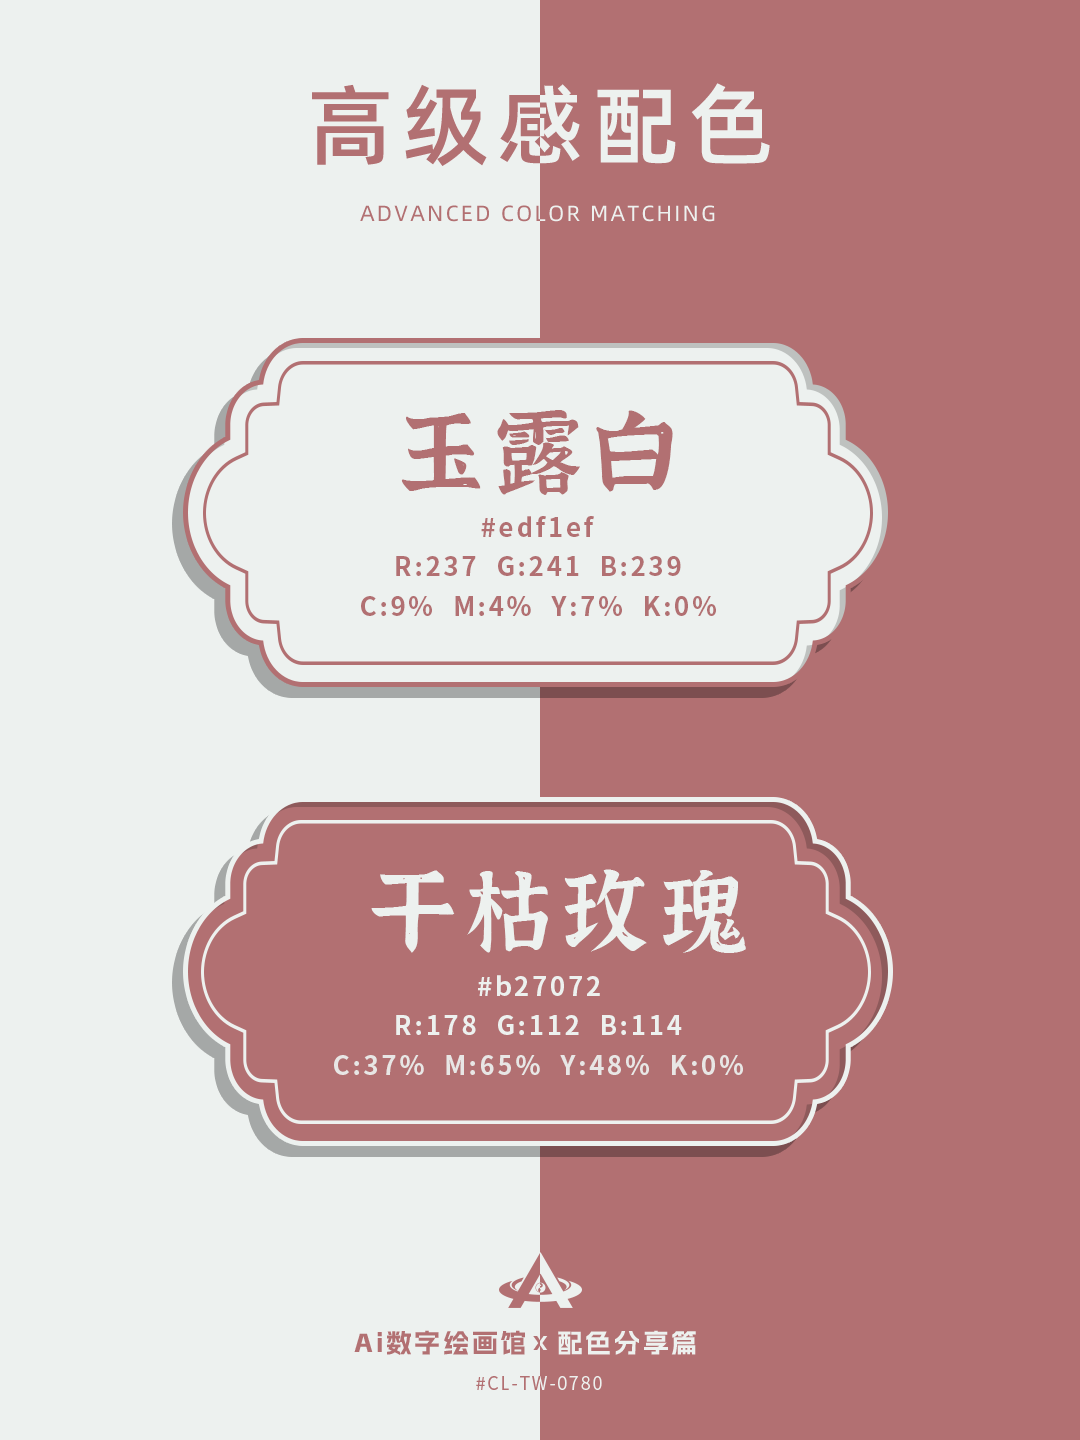 高级感配色
ADVANCED COLOR MATCHING
玉露白
#edf1ef
R:237 G:241 B:239
C:9% M:4% Y:7% K:0%
干枯玫瑰
#b27072
R:178 G:112 B:114
C:37% M:65% Y:48% K:0%
Ai数字绘画馆 x 配色分享篇
#CL-TW-0780